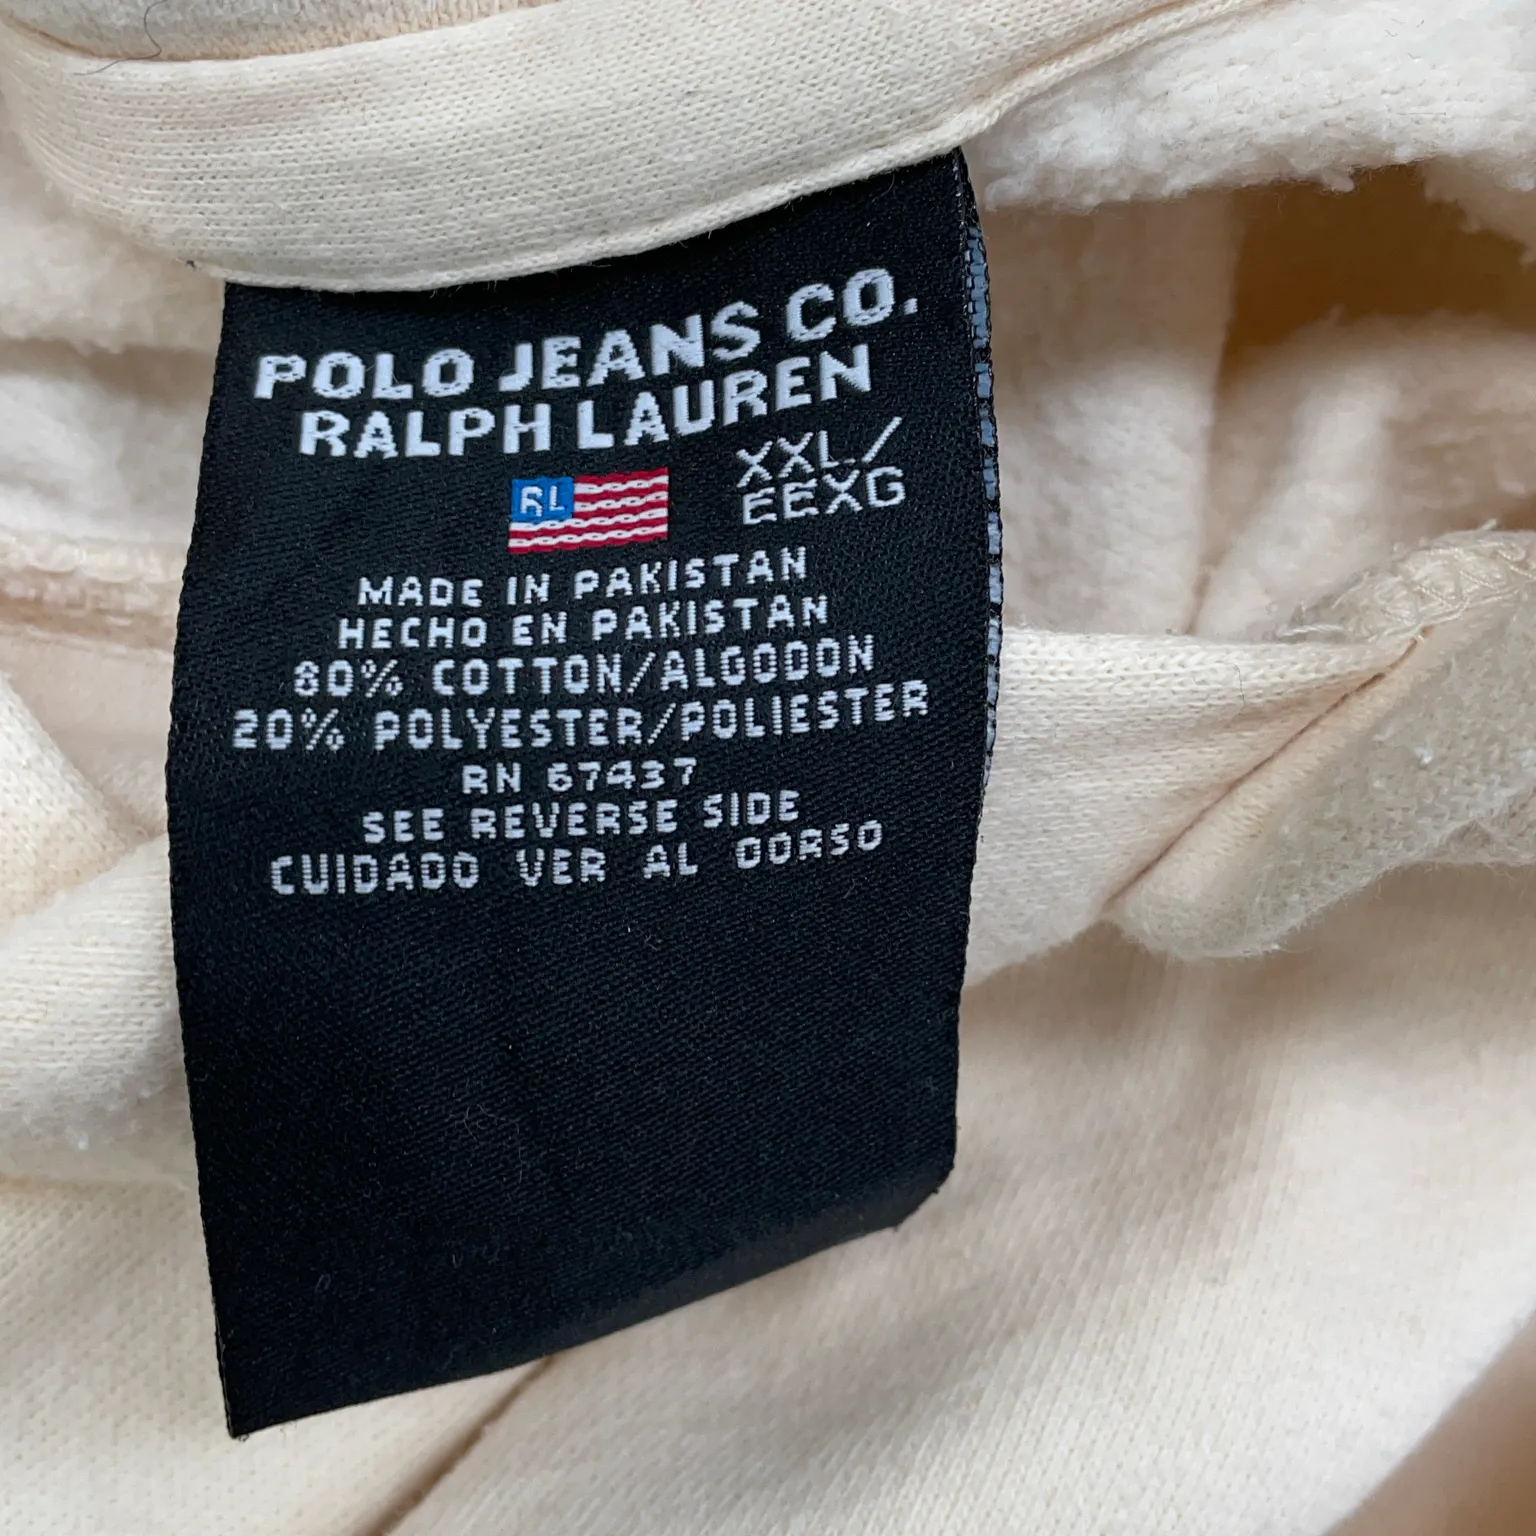 POLO JEANS CO.
RALPH LAUREN
RL
XXL/
EEXG
MADE IN PAKISTAN
HECHO EN PAKISTAN
80% COTTON/ALGODON
20% POLYESTER/POLIESTER
RN 67437
SEE REVERSE SIDE
CUIDADO VER AL DORSO